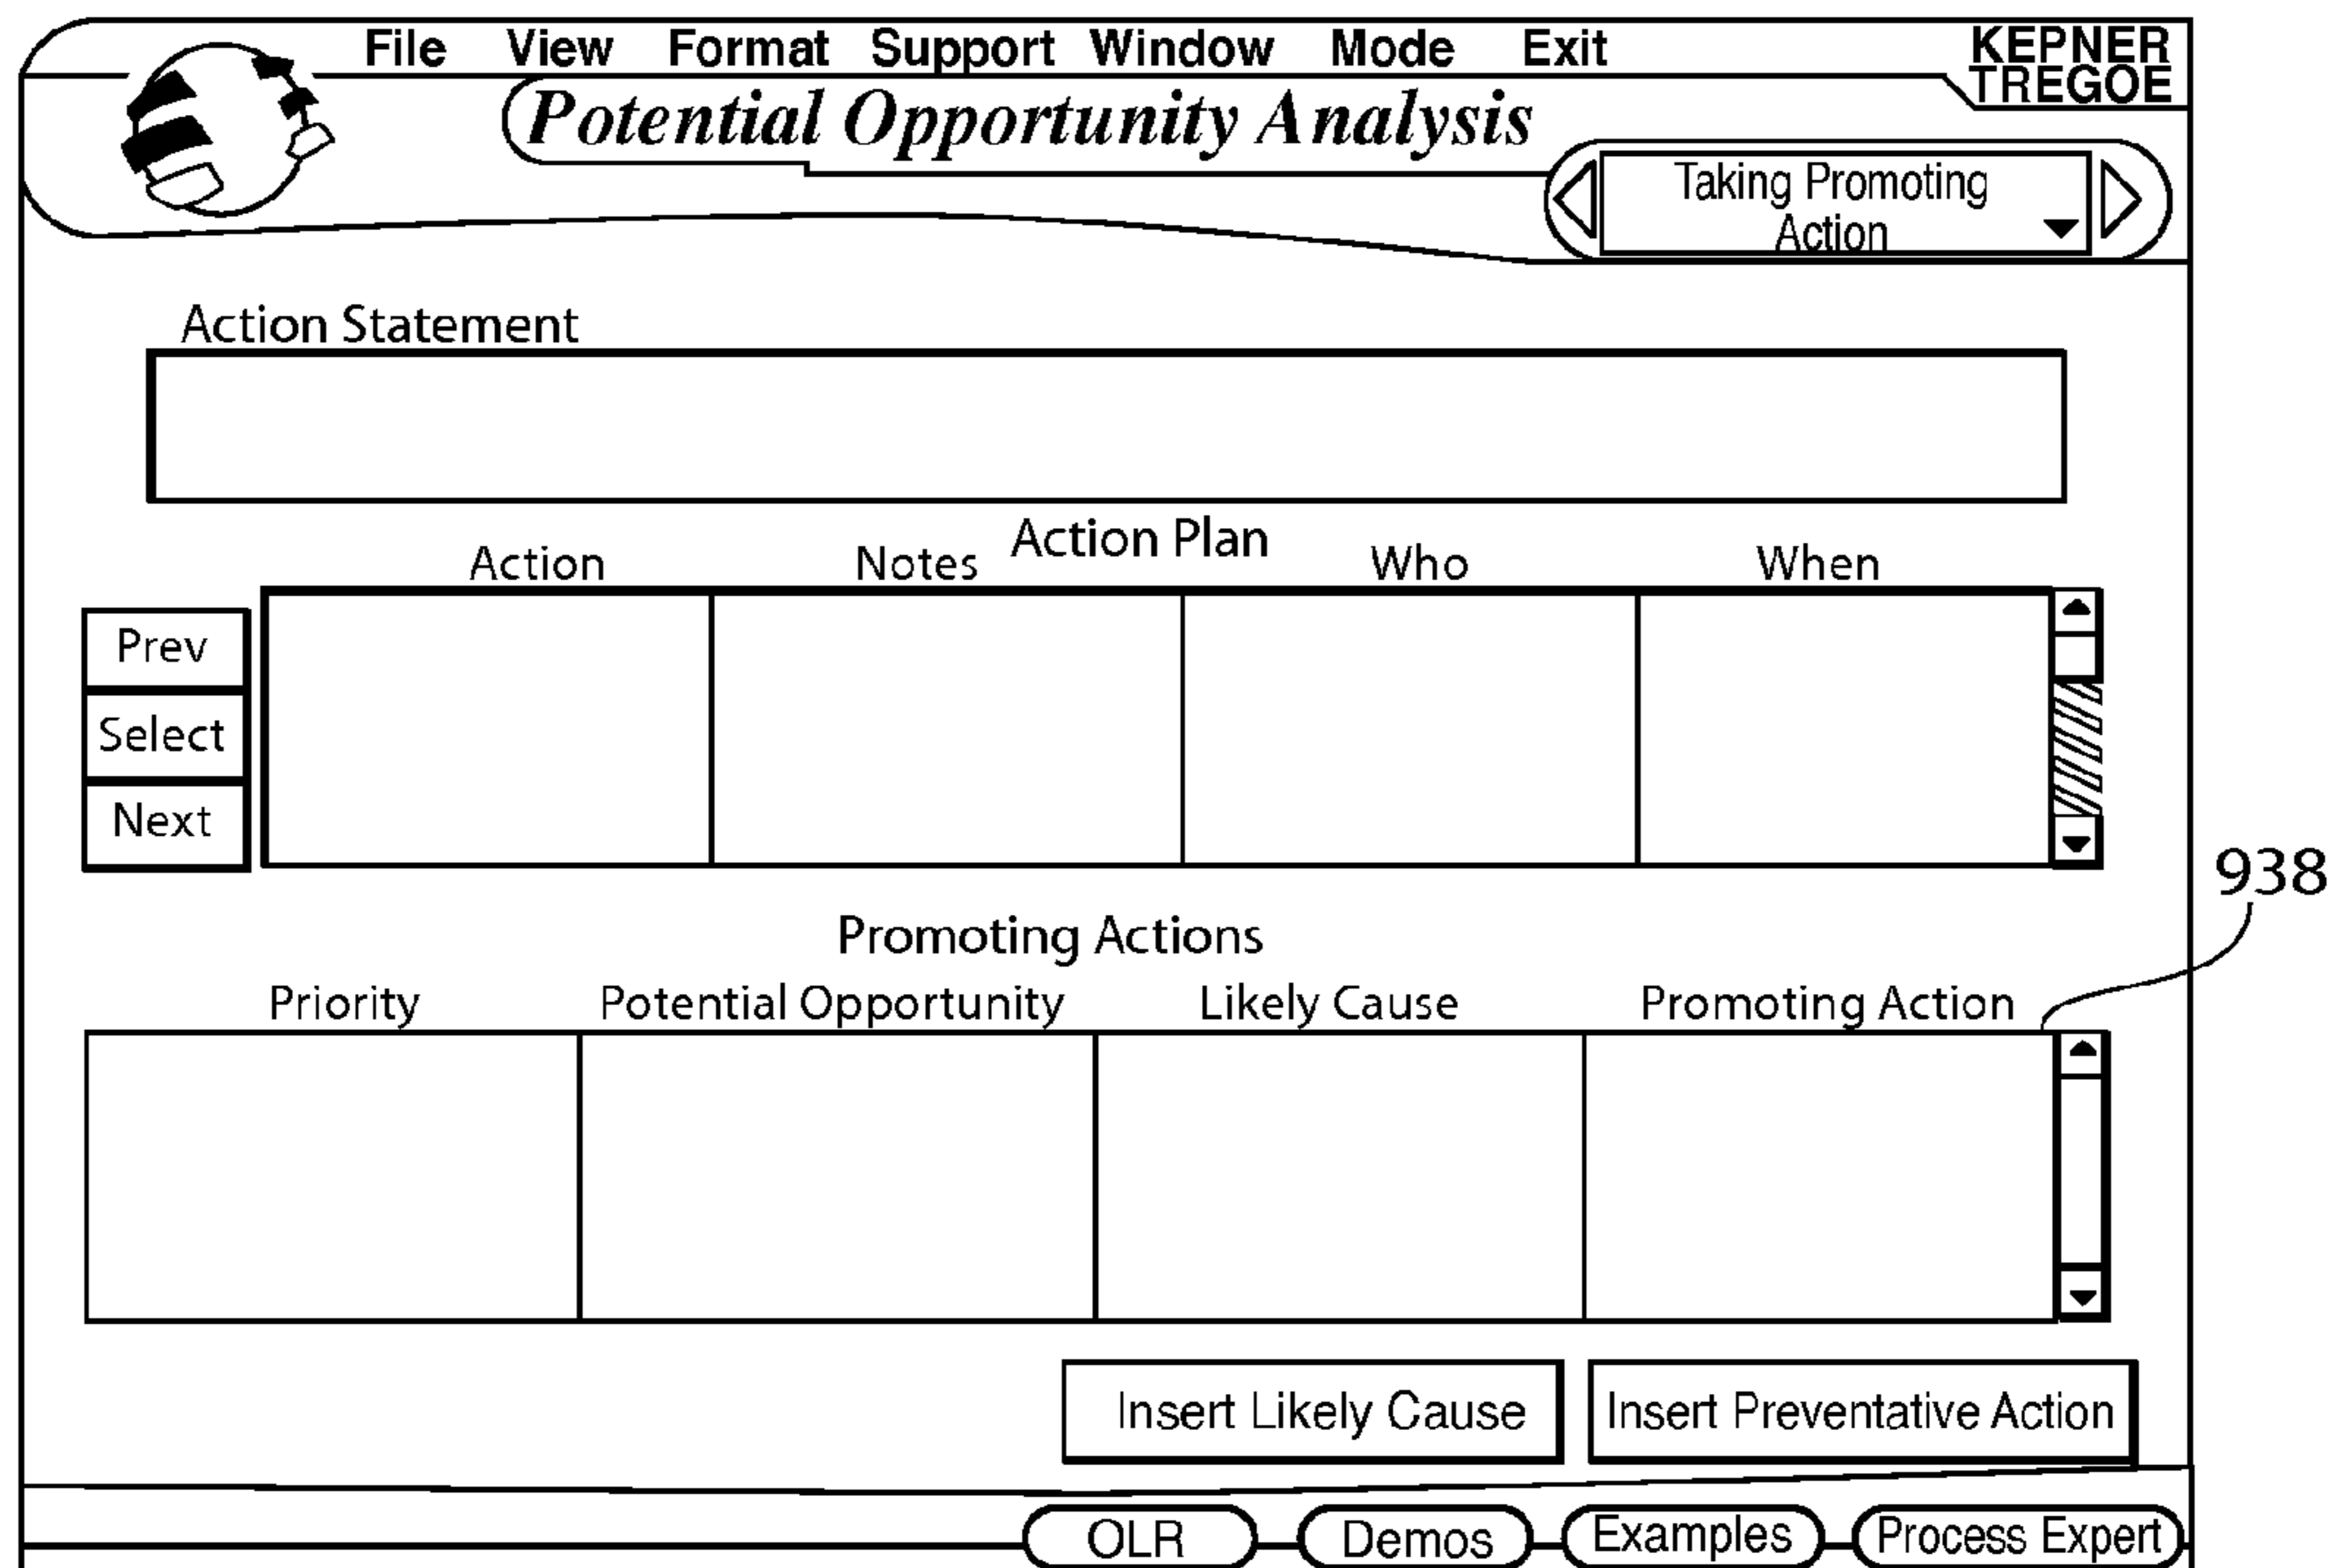 File View Format Support Window Mode Exit
KEPNER
TREGOE
Potential Opportunity Analysis
Taking Promoting
Action
Action Statement
Action Plan
Action Notes Who When
Prev
Select
Next
938
Promoting Actions
Priority Potential Opportunity Likely Cause Promoting Action
Insert Likely Cause Insert Preventative Action
OLR Demos Examples Process Expert